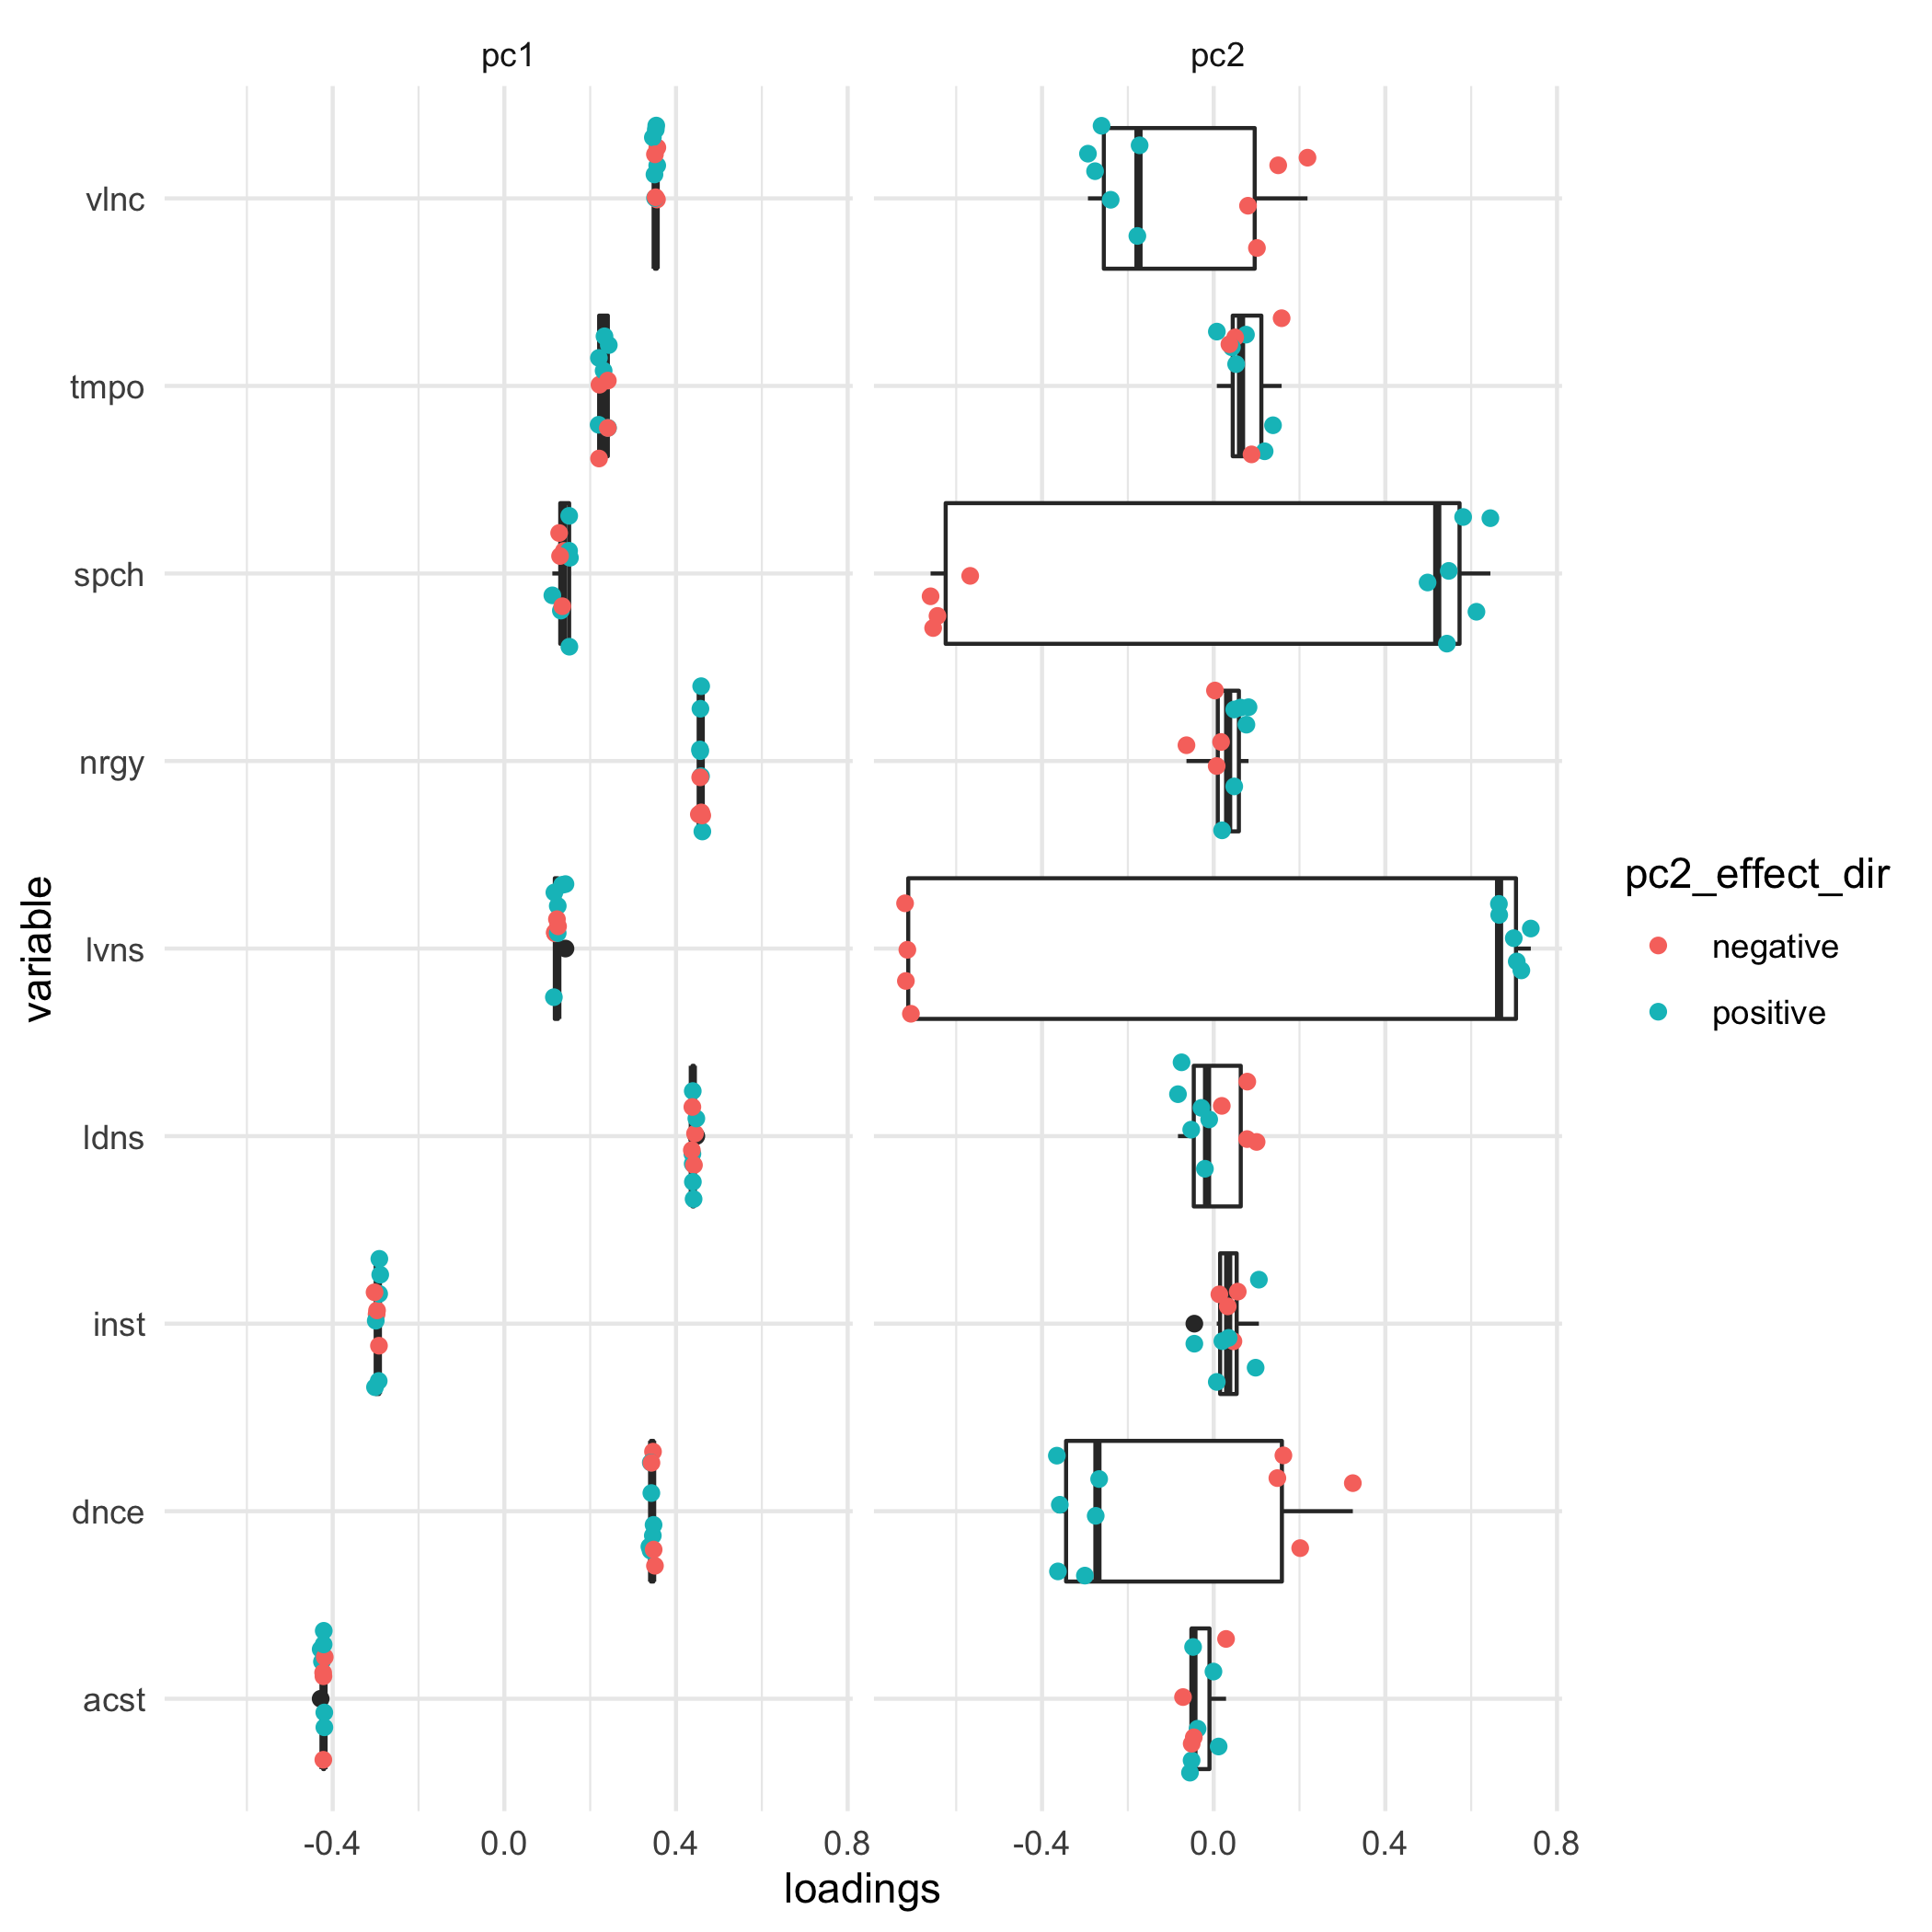 pc1
pc2
vlnc
tmpo
spch
nrgy
lvns
ldns
inst
dnce
acst
variable
-0.4
0.0
0.4
0.8
-0.4
0.0
0.4
0.8
loadings
pc2_effect_dir
negative
positive